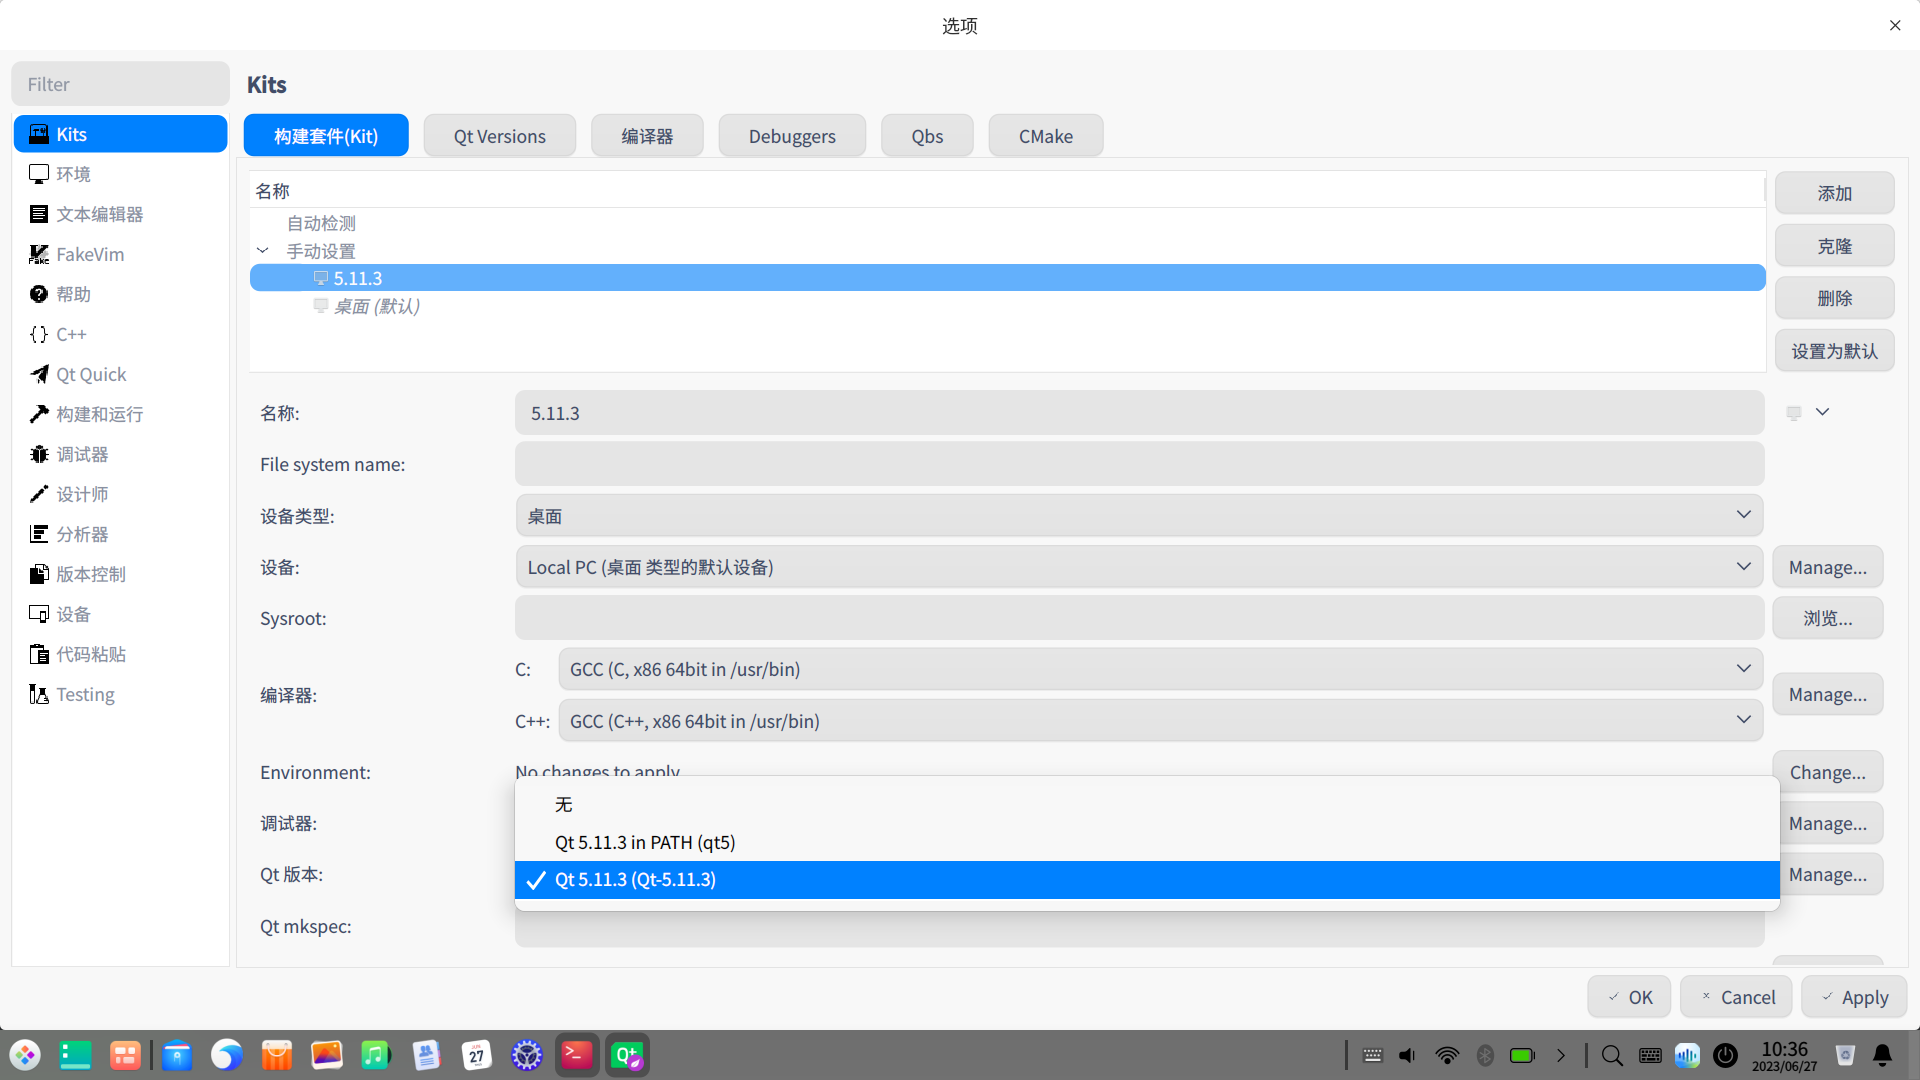 选项
Filter
Kits
环境
文本编辑器
FakeVim
帮助
C++
Qt Quick
构建和运行
调试器
设计师
分析器
版本控制
设备
代码粘贴
Testing
Kits
构建套件(Kit)
Qt Versions
编译器
Debuggers
Qbs
CMake
名称
自动检测
手动设置
5.11.3
桌面 (默认)
添加
克隆
删除
设置为默认
名称:
5.11.3
File system name:
设备类型:
桌面
设备:
Local PC (桌面 类型的默认设备)
Manage...
Sysroot:
浏览...
编译器:
C:
GCC (C, x86 64bit in /usr/bin)
C++:
GCC (C++, x86 64bit in /usr/bin)
Manage...
Environment:
No changes to apply.
Change...
调试器:
Manage...
Qt 版本:
Manage...
无
Qt 5.11.3 in PATH (qt5)
Qt 5.11.3 (Qt-5.11.3)
Qt mkspec:
OK
Cancel
Apply
JUN
27
10:36
2023/06/27